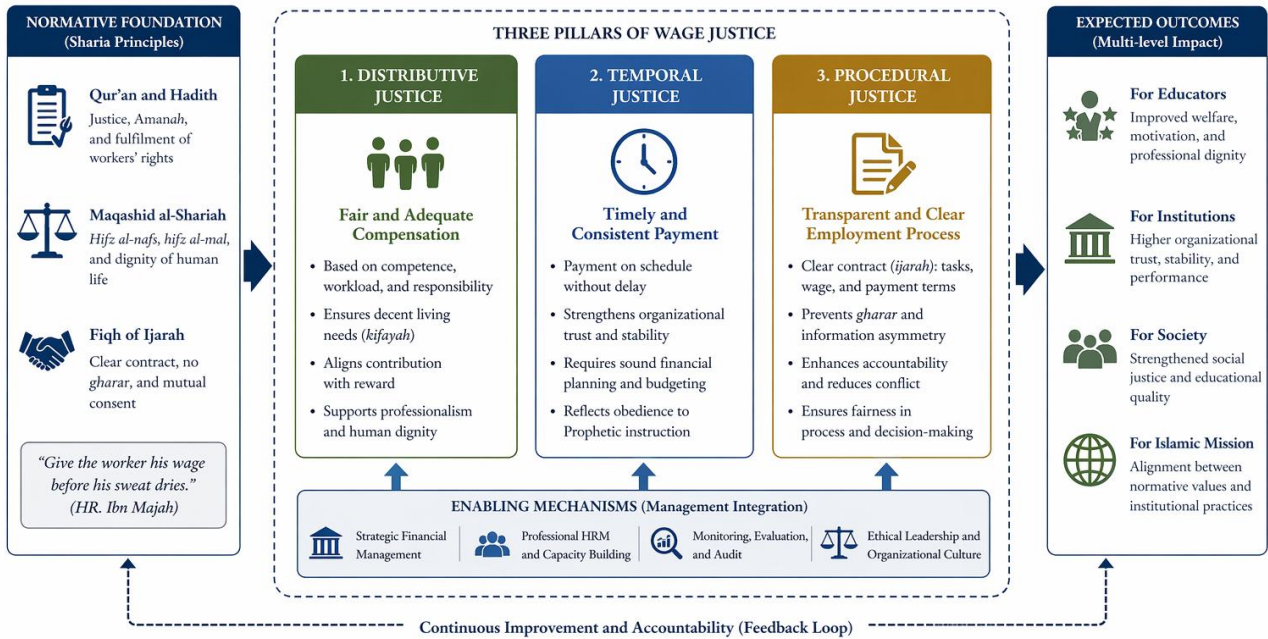 NORMATIVE FOUNDATION
(Sharia Principles)
Qur'an and Hadith
Justice, Amanah,
and fulfilment of
workers' rights
Maqashid al-Shariah
Hifz al-nafs, hifz al-mal,
and dignity of human
life
Fiqh of Ijarah
Clear contract, no
gharar, and mutual
consent
“Give the worker his wage
before his sweat dries.”
(HR. Ibn Majah)
THREE PILLARS OF WAGE JUSTICE
1. DISTRIBUTIVE
JUSTICE
Fair and Adequate
Compensation
• Based on competence,
workload, and responsibility
• Ensures decent living
needs (kifayah)
• Aligns contribution
with reward
• Supports professionalism
and human dignity
2. TEMPORAL
JUSTICE
Timely and
Consistent Payment
• Payment on schedule
without delay
• Strengthens organizational
trust and stability
• Requires sound financial
planning and budgeting
• Reflects obedience to
Prophetic instruction
3. PROCEDURAL
JUSTICE
Transparent and Clear
Employment Process
• Clear contract (ijarah): tasks,
wage, and payment terms
• Prevents gharar and
information asymmetry
• Enhances accountability
and reduces conflict
• Ensures fairness in
process and decision-making
ENABLING MECHANISMS (Management Integration)
Strategic Financial
Management
Professional HRM
and Capacity Building
Monitoring, Evaluation,
and Audit
Ethical Leadership and
Organizational Culture
EXPECTED OUTCOMES
(Multi-level Impact)
For Educators
Improved welfare,
motivation, and
professional dignity
For Institutions
Higher organizational
trust, stability, and
performance
For Society
Strengthened social
justice and educational
quality
For Islamic Mission
Alignment between
normative values and
institutional practices
Continuous Improvement and Accountability (Feedback Loop)